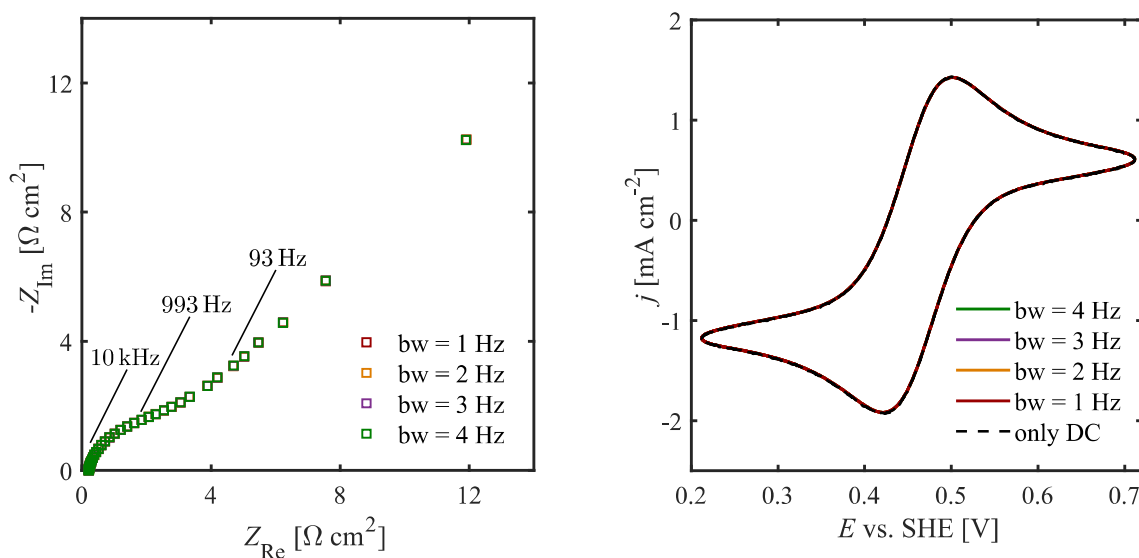 12
8
4
0
0
4
8
12
-Z_Im [Ω cm²]
Z_Re [Ω cm²]
10 kHz
993 Hz
93 Hz
bw = 1 Hz
bw = 2 Hz
bw = 3 Hz
bw = 4 Hz
2
1
0
-1
-2
0.2
0.3
0.4
0.5
0.6
0.7
j [mA cm⁻²]
E vs. SHE [V]
bw = 4 Hz
bw = 3 Hz
bw = 2 Hz
bw = 1 Hz
only DC